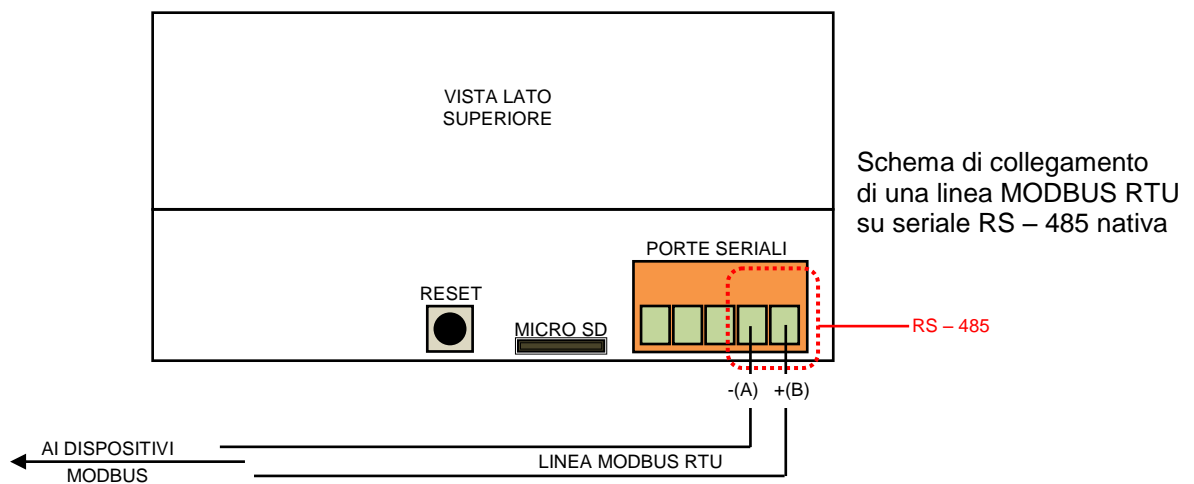 VISTA LATO
SUPERIORE
Schema di collegamento
di una linea MODBUS RTU
su seriale RS – 485 nativa
PORTE SERIALI
RESET
MICRO SD
RS – 485
-(A) +(B)
AI DISPOSITIVI
MODBUS
LINEA MODBUS RTU